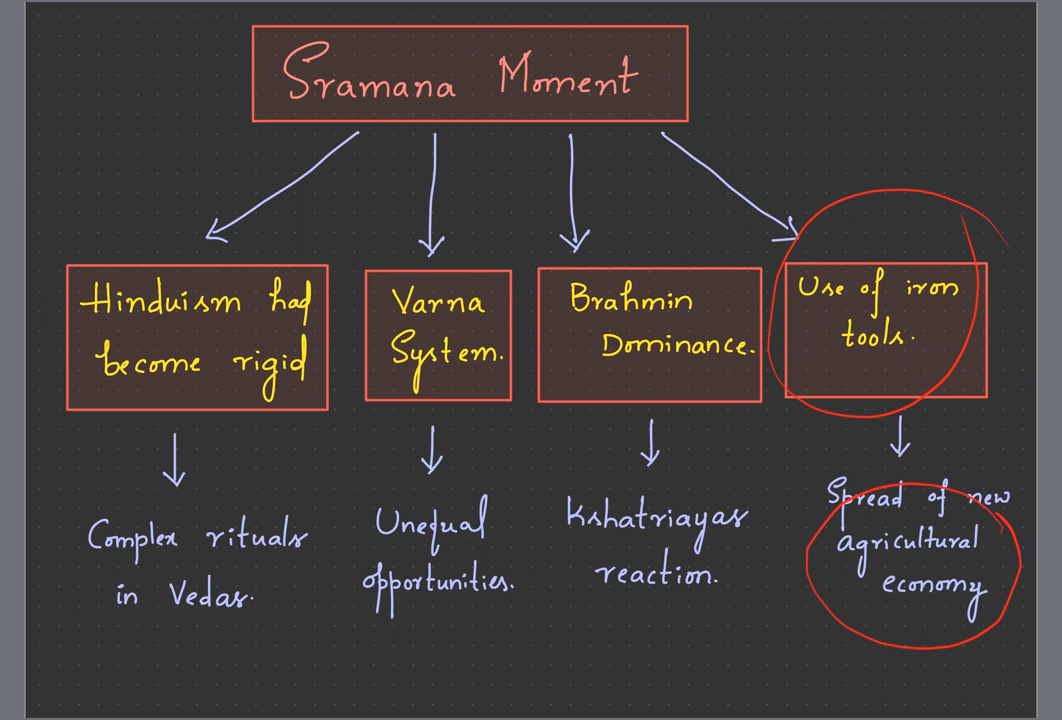 Sramana Moment
Hinduism had
become rigid
Varna
System.
Brahmin
Dominance.
Use of iron
tools.
Complex rituals
in Vedas.
Unequal
opportunities.
Kshatriayas
reaction.
Spread of new
agricultural
economy